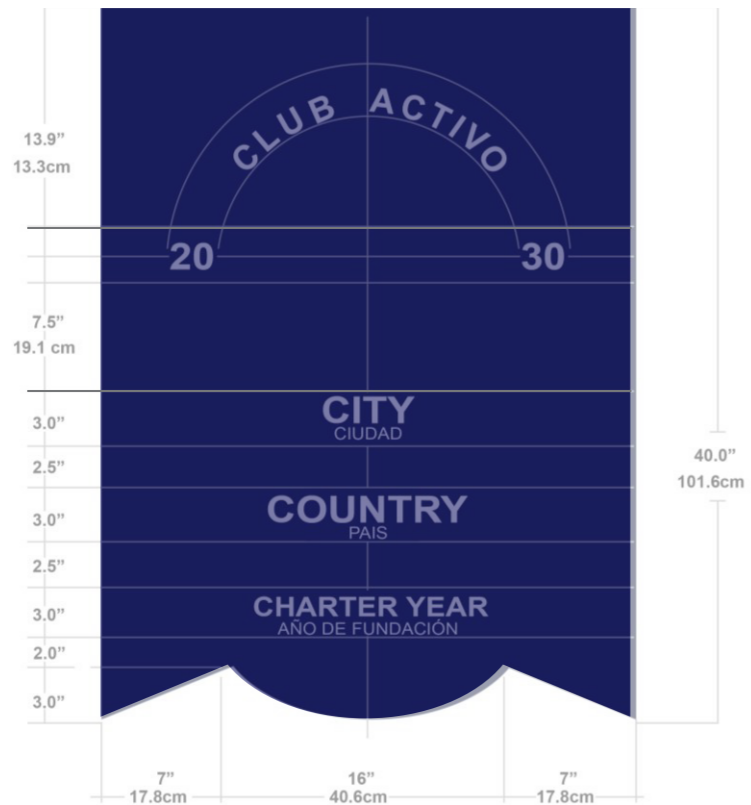 CLUB ACTIVO
20 30
CITY
CIUDAD
COUNTRY
PAIS
CHARTER YEAR
AÑO DE FUNDACIÓN
13.9”
13.3cm
7.5”
19.1 cm
3.0”
2.5”
3.0”
2.5”
3.0”
2.0”
3.0”
40.0”
101.6cm
7”
17.8cm
16”
40.6cm
7”
17.8cm